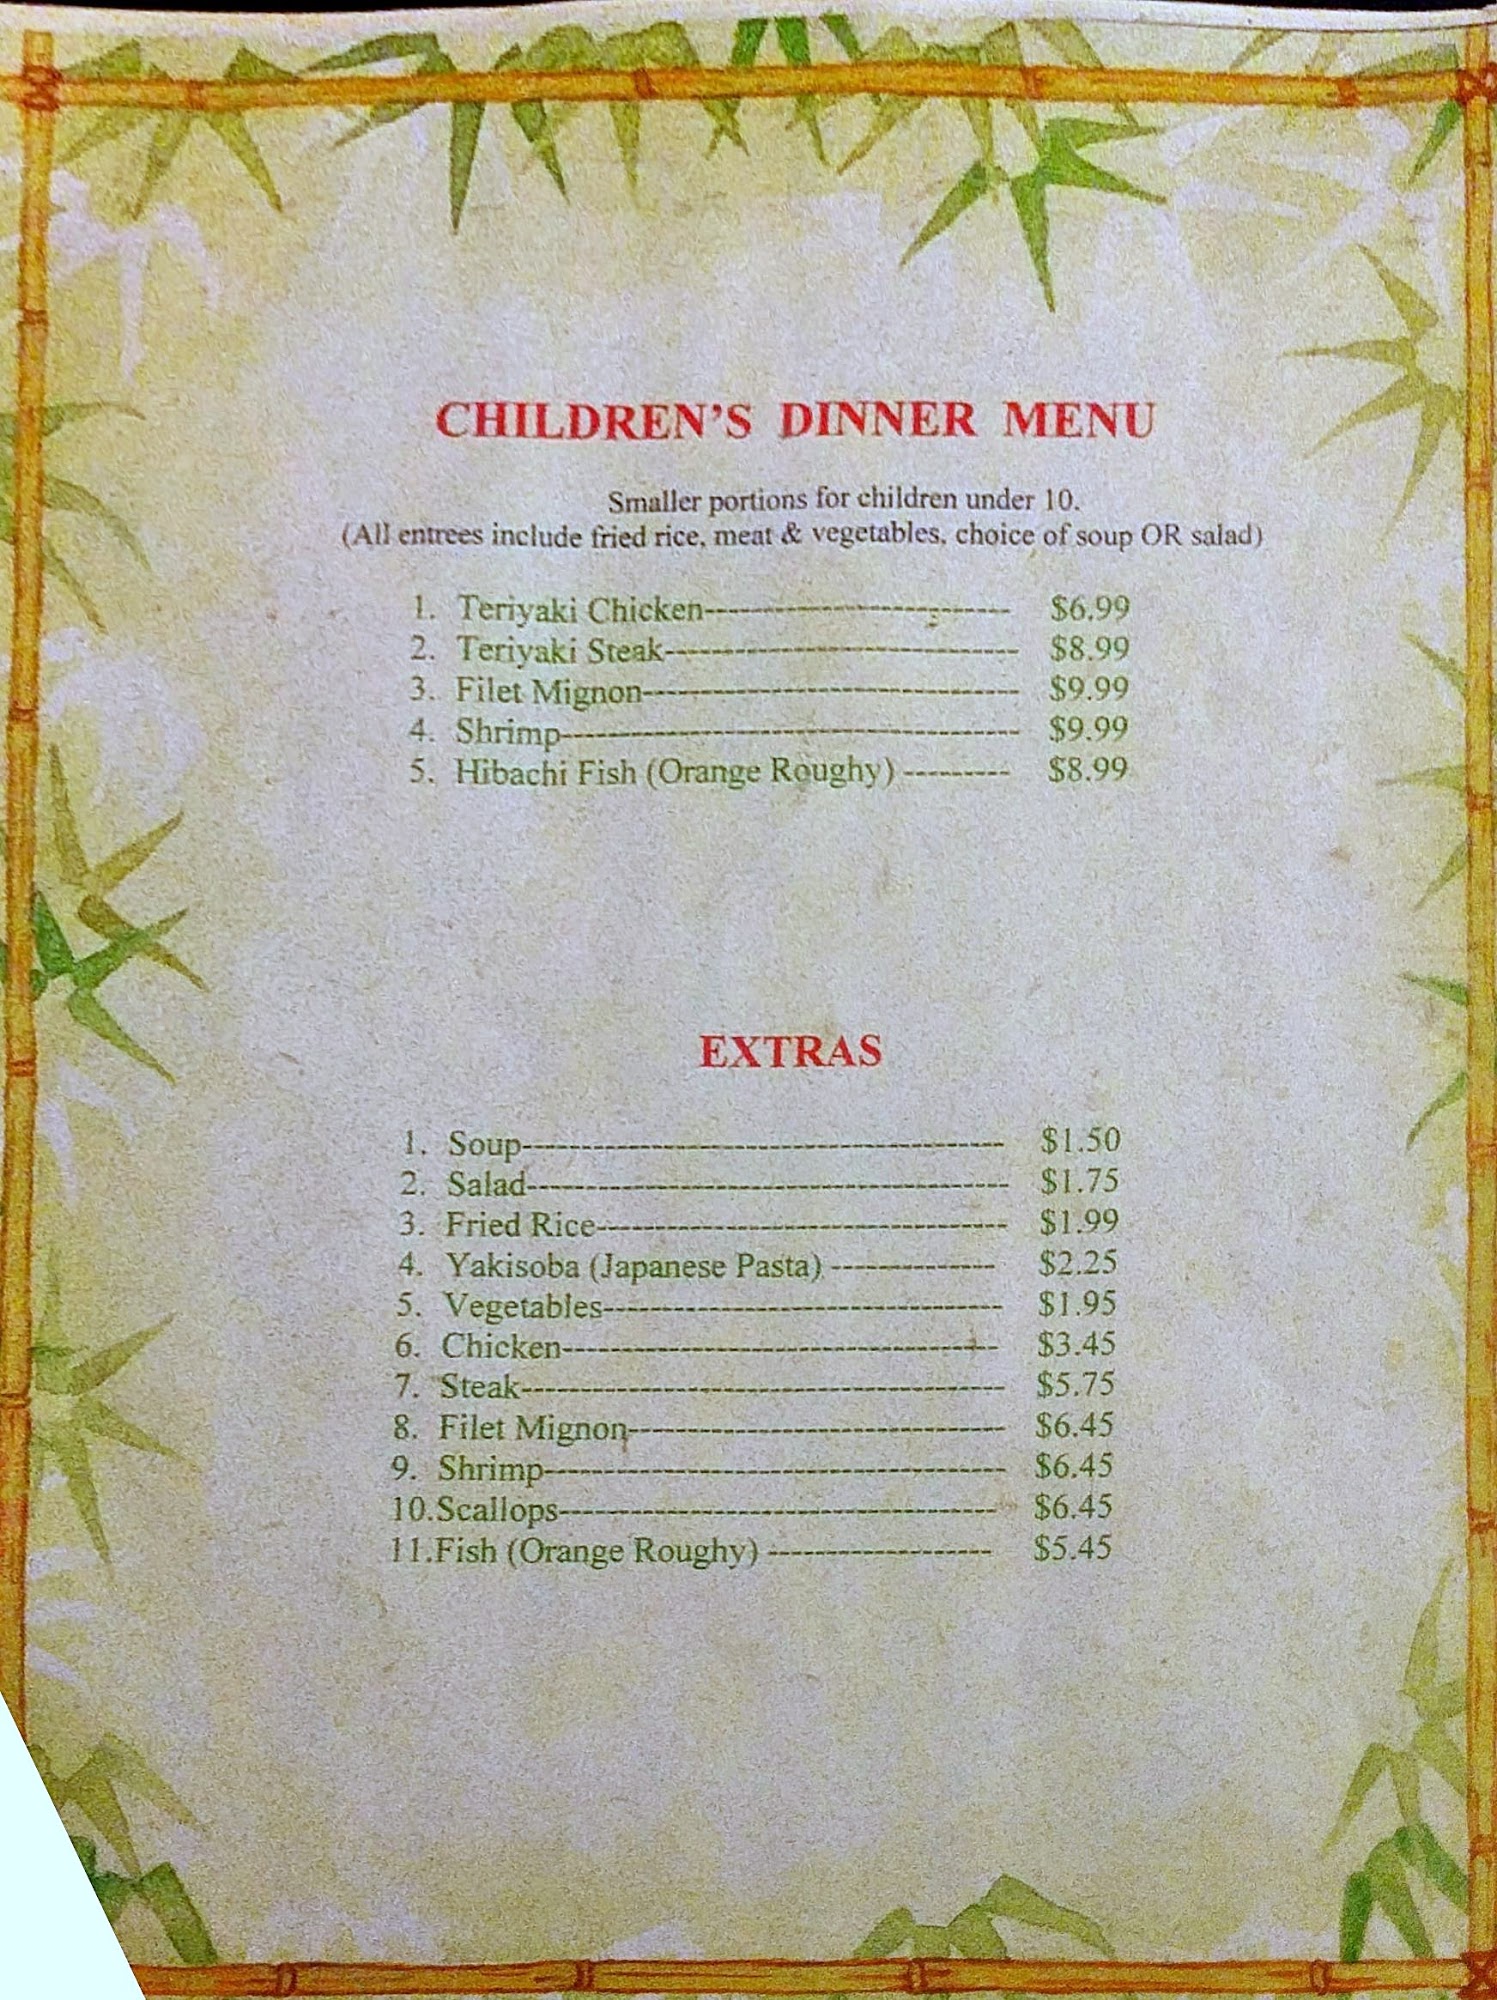 CHILDREN'S DINNER MENU
Smaller portions for children under 10.
(All entrees include fried rice, meat & vegetables, choice of soup OR salad)
1. Teriyaki Chicken-------------------------- $6.99
2. Teriyaki Steak------------------------------ $8.99
3. Filet Mignon-------------------------------- $9.99
4. Shrimp--------------------------------------- $9.99
5. Hibachi Fish (Orange Roughy) --------- $8.99
EXTRAS
1. Soup----------------------------------------- $1.50
2. Salad----------------------------------------- $1.75
3. Fried Rice----------------------------------- $1.99
4. Yakisoba (Japanese Pasta) -------------- $2.25
5. Vegetables---------------------------------- $1.95
6. Chicken------------------------------------- $3.45
7. Steak----------------------------------------- $5.75
8. Filet Mignon-------------------------------- $6.45
9. Shrimp--------------------------------------- $6.45
10.Scallops------------------------------------- $6.45
11.Fish (Orange Roughy) ------------------- $5.45